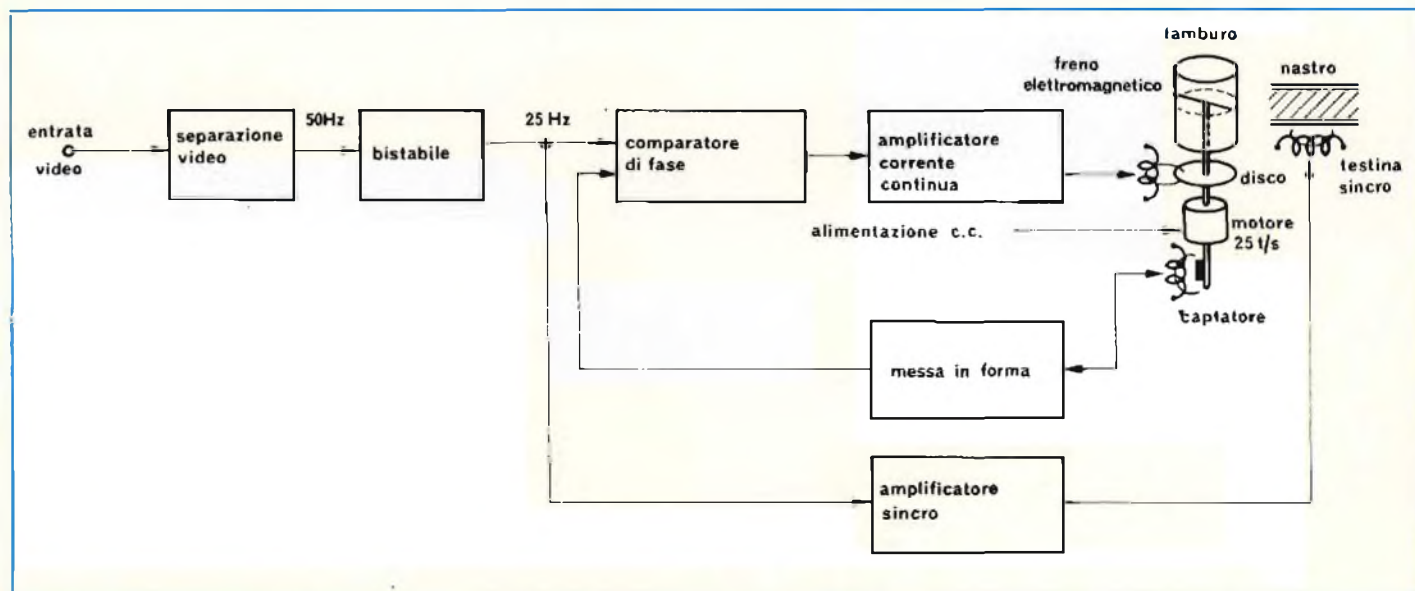 tamburo
freno
elettromagnetico
nastro
entrata
video
separazione
video
50Hz
bistabile
25 Hz
comparatore
di fase
amplificatore
corrente
continua
disco
testina
sincro
alimentazione c.c.
motore
25 t/s
captatore
messa in forma
amplificatore
sincro